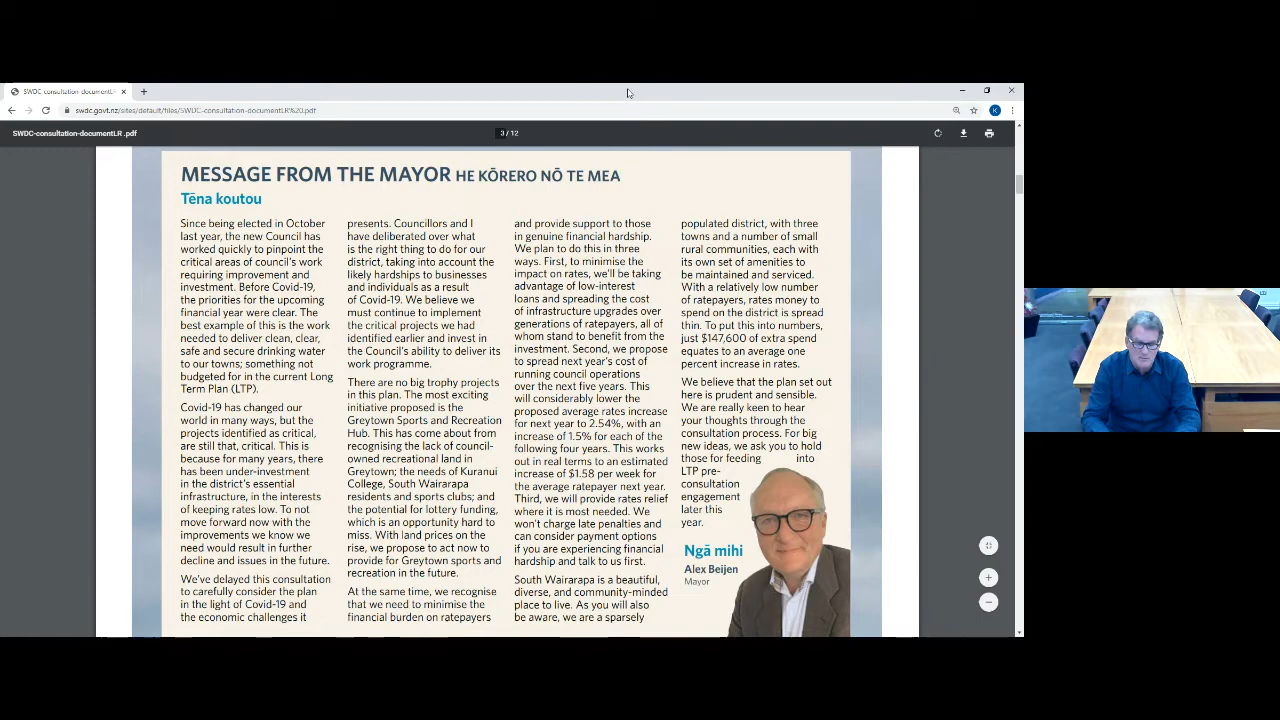 SWDC-consultation-documentLR
swdc.govt.nz/sites/default/files/SWDC-consultation-documentLR%20.pdf
K
SWDC-consultation-documentLR .pdf
3 / 12
MESSAGE FROM THE MAYOR HE KŌRERO NŌ TE MEA
Tēna koutou
Since being elected in October
last year, the new Council has
worked quickly to pinpoint the
critical areas of council's work
requiring improvement and
investment. Before Covid-19,
the priorities for the upcoming
financial year were clear. The
best example of this is the work
needed to deliver clean, clear,
safe and secure drinking water
to our towns; something not
budgeted for in the current Long
Term Plan (LTP).
Covid-19 has changed our
world in many ways, but the
projects identified as critical,
are still that, critical. This is
because for many years, there
has been under-investment
in the district's essential
infrastructure, in the interests
of keeping rates low. To not
move forward now with the
improvements we know we
need would result in further
decline and issues in the future.
We've delayed this consultation
to carefully consider the plan
in the light of Covid-19 and
the economic challenges it
presents. Councillors and I
have deliberated over what
is the right thing to do for our
district, taking into account the
likely hardships to businesses
and individuals as a result
of Covid-19. We believe we
must continue to implement
the critical projects we had
identified earlier and invest in
the Council's ability to deliver its
work programme.
There are no big trophy projects
in this plan. The most exciting
initiative proposed is the
Greytown Sports and Recreation
Hub. This has come about from
recognising the lack of council-
owned recreational land in
Greytown; the needs of Kuranui
College, South Wairarapa
residents and sports clubs; and
the potential for lottery funding,
which is an opportunity hard to
miss. With land prices on the
rise, we propose to act now to
provide for Greytown sports and
recreation in the future.
At the same time, we recognise
that we need to minimise the
financial burden on ratepayers
and provide support to those
in genuine financial hardship.
We plan to do this in three
ways. First, to minimise the
impact on rates, we'll be taking
advantage of low-interest
loans and spreading the cost
of infrastructure upgrades over
generations of ratepayers, all of
whom stand to benefit from the
investment. Second, we propose
to spread next year's cost of
running council operations
over the next five years. This
will considerably lower the
proposed average rates increase
for next year to 2.54%, with an
increase of 1.5% for each of the
following four years. This works
out in real terms to an estimated
increase of $1.58 per week for
the average ratepayer next year.
Third, we will provide rates relief
where it is most needed. We
won't charge late penalties and
can consider payment options
if you are experiencing financial
hardship and talk to us first.
South Wairarapa is a beautiful,
diverse, and community-minded
place to live. As you will also
be aware, we are a sparsely
populated district, with three
towns and a number of small
rural communities, each with
its own set of amenities to
be maintained and serviced.
With a relatively low number
of ratepayers, rates money to
spend on the district is spread
thin. To put this into numbers,
just $147,600 of extra spend
equates to an average one
percent increase in rates.
We believe that the plan set out
here is prudent and sensible.
We are really keen to hear
your thoughts through the
consultation process. For big
new ideas, we ask you to hold
those for feeding into
LTP pre-
consultation
engagement
later this
year.
Ngā mihi
Alex Beijen
Mayor